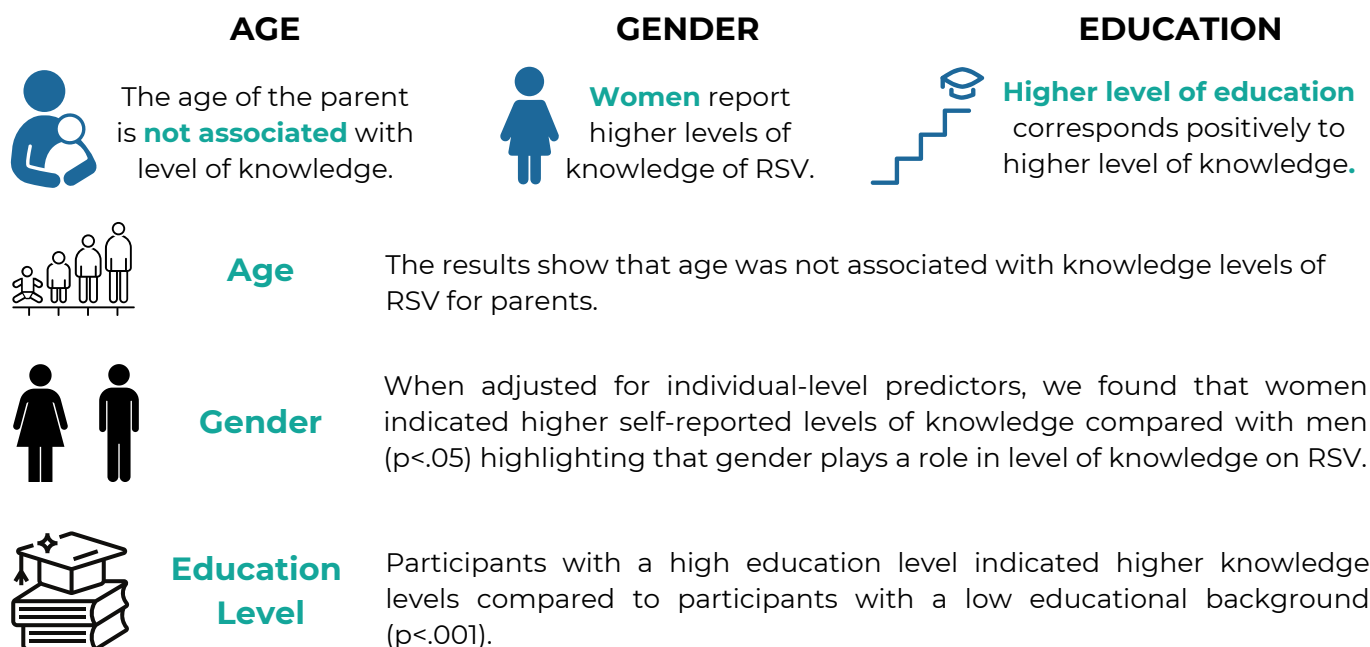 AGE
The age of the parent
is not associated with
level of knowledge.
GENDER
Women report
higher levels of
knowledge of RSV.
EDUCATION
Higher level of education
corresponds positively to
higher level of knowledge.
Age
The results show that age was not associated with knowledge levels of
RSV for parents.
Gender
When adjusted for individual-level predictors, we found that women
indicated higher self-reported levels of knowledge compared with men
(p<.05) highlighting that gender plays a role in level of knowledge on RSV.
Education
Level
Participants with a high education level indicated higher knowledge
levels compared to participants with a low educational background
(p<.001).